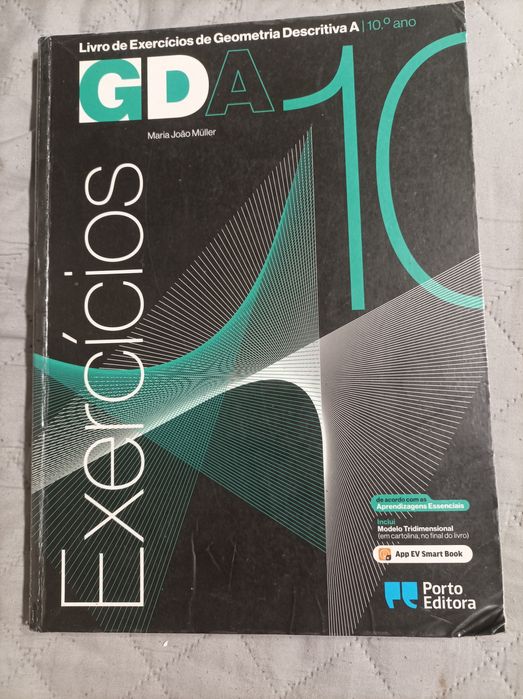 Livro de Exercícios de Geometria Descritiva A | 10.º ano
GDA 10
Maria João Müller
Exercícios
de acordo com as
Aprendizagens Essenciais
Inclui
Modelo Tridimensional
(em cartolina, no final do livro)
App EV Smart Book
Porto
Editora